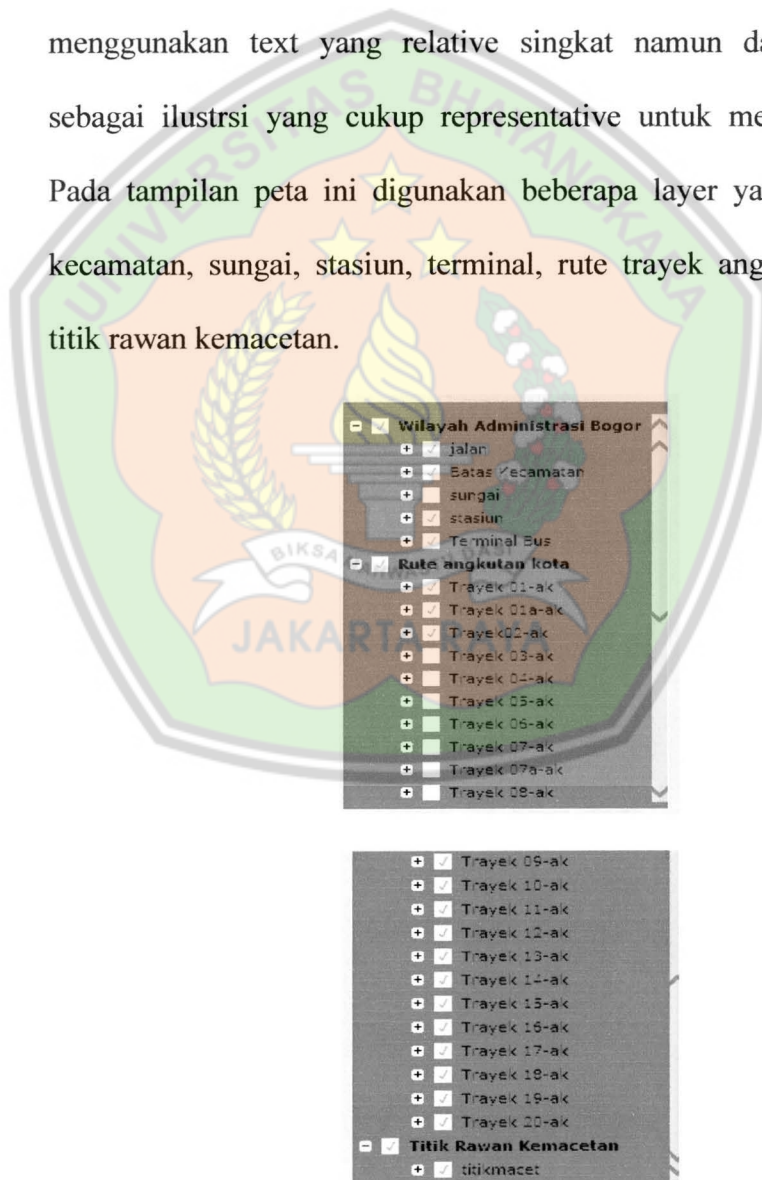 menggunakan text yang relative singkat namun da
sebagai ilustrsi yang cukup representative untuk me
Pada tampilan peta ini digunakan beberapa layer ya
kecamatan, sungai, stasiun, terminal, rute trayek ang
titik rawan kemacetan.
UNIVERSITAS BHAYANGKARA
Wilayah Administrasi Bogor
jalan
Batas Kecamatan
sungai
stasiun
Terminal Bus
BIKSA
Rute angkutan kota
Trayek 01-ak
Trayek 01a-ak
Trayek02-ak
JAKARTA RAYA
Trayek 03-ak
Trayek 04-ak
Trayek 05-ak
Trayek 06-ak
Trayek 07-ak
Trayek 07a-ak
Trayek 08-ak
Trayek 09-ak
Trayek 10-ak
Trayek 11-ak
Trayek 12-ak
Trayek 13-ak
Trayek 14-ak
Trayek 15-ak
Trayek 16-ak
Trayek 17-ak
Trayek 18-ak
Trayek 19-ak
Trayek 20-ak
Titik Rawan Kemacetan
titikmacet